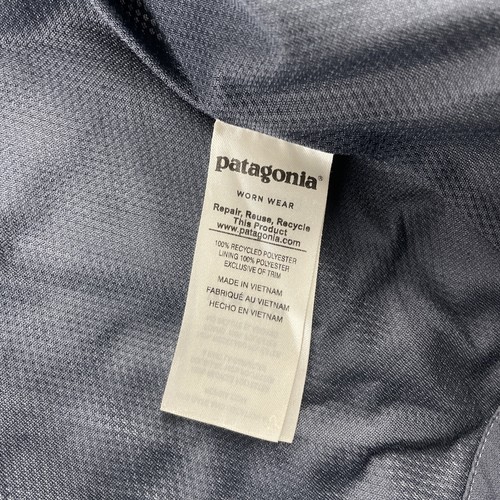 patagonia®
WORN WEAR
Repair, Reuse, Recycle
This Product
www.patagonia.com
100% RECYCLED POLYESTER
LINING 100% POLYESTER
EXCLUSIVE OF TRIM
MADE IN VIETNAM
FABRIQUÉ AU VIETNAM
HECHO EN VIETNAM